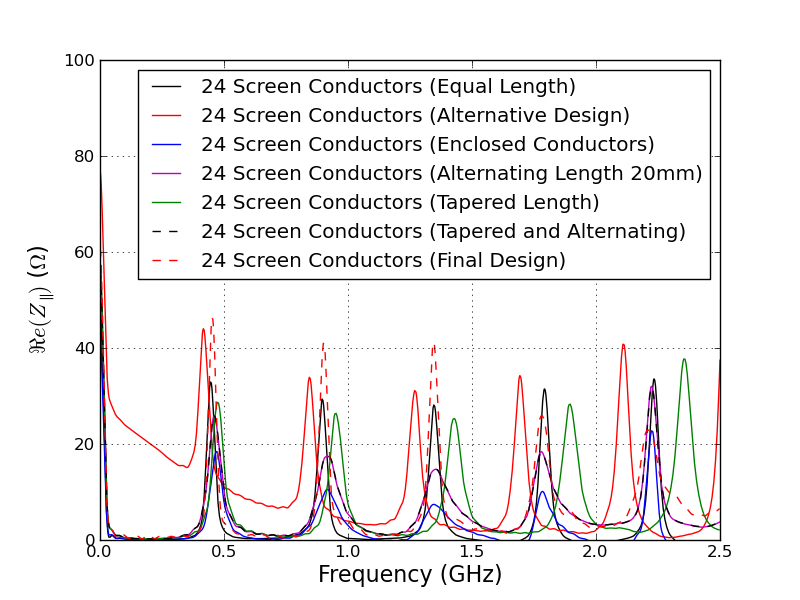 100
80
60
40
20
0
ℜe(Z∥) (Ω)
24 Screen Conductors (Equal Length)
24 Screen Conductors (Alternative Design)
24 Screen Conductors (Enclosed Conductors)
24 Screen Conductors (Alternating Length 20mm)
24 Screen Conductors (Tapered Length)
24 Screen Conductors (Tapered and Alternating)
24 Screen Conductors (Final Design)
0.0 0.5 1.0 1.5 2.0 2.5
Frequency (GHz)